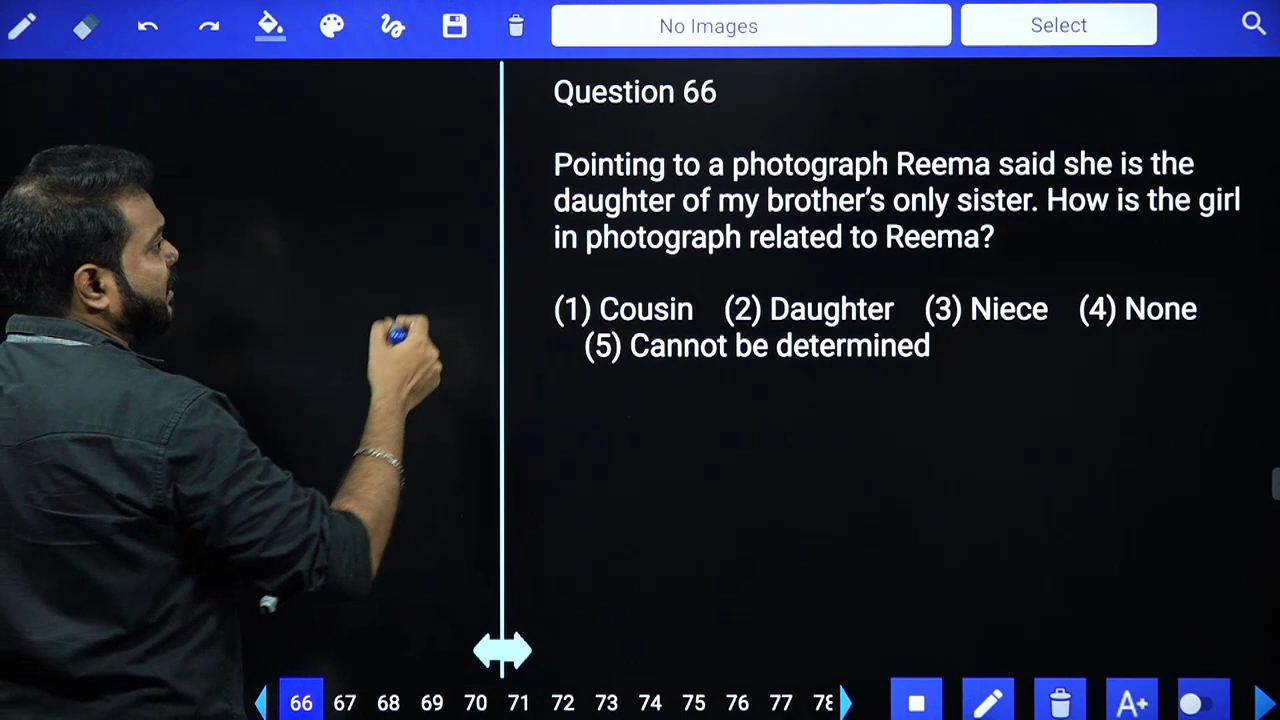 No Images
Select
Question 66
Pointing to a photograph Reema said she is the
daughter of my brother’s only sister. How is the girl
in photograph related to Reema?
(1) Cousin (2) Daughter (3) Niece (4) None
(5) Cannot be determined
66 67 68 69 70 71 72 73 74 75 76 77 78
A+